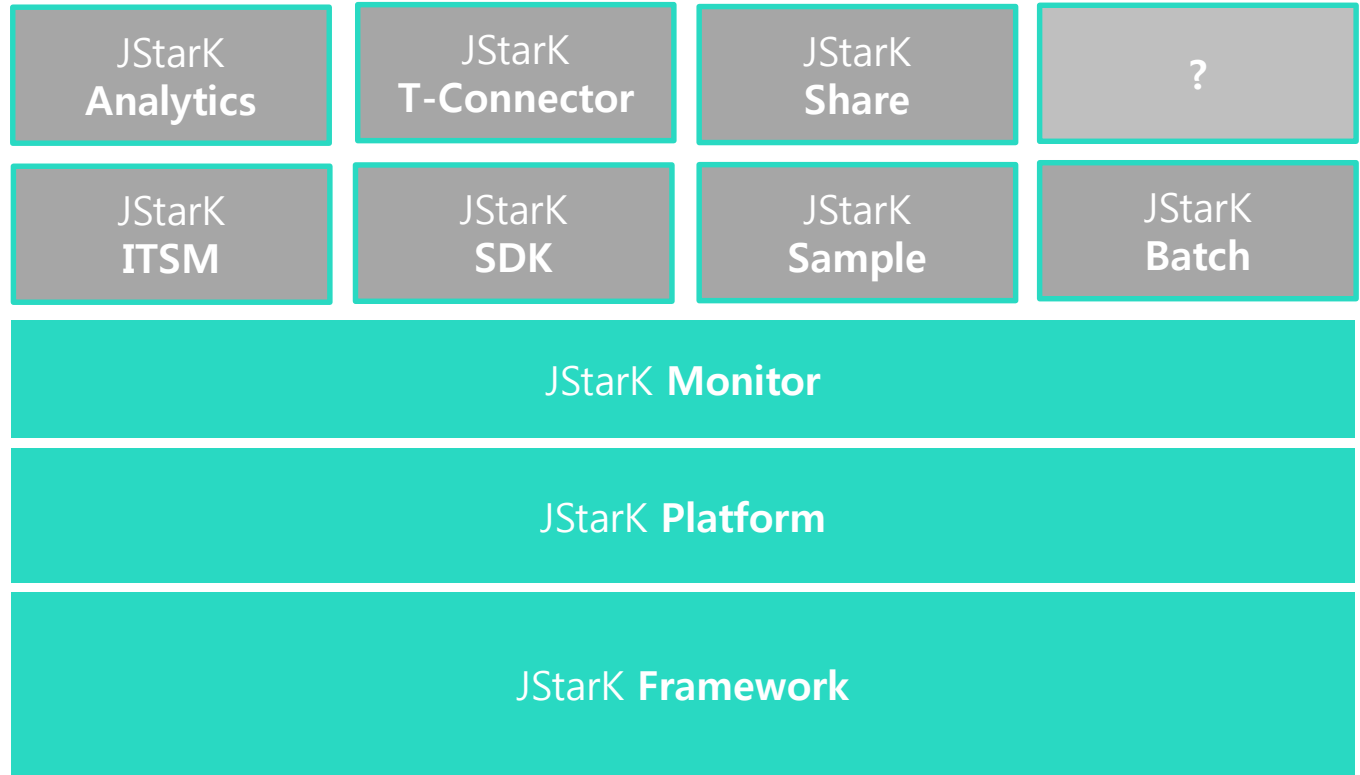 JStarK
Analytics
JStarK
T-Connector
JStarK
Share
?
JStarK
ITSM
JStarK
SDK
JStarK
Sample
JStarK
Batch
JStarK Monitor
JStarK Platform
JStarK Framework